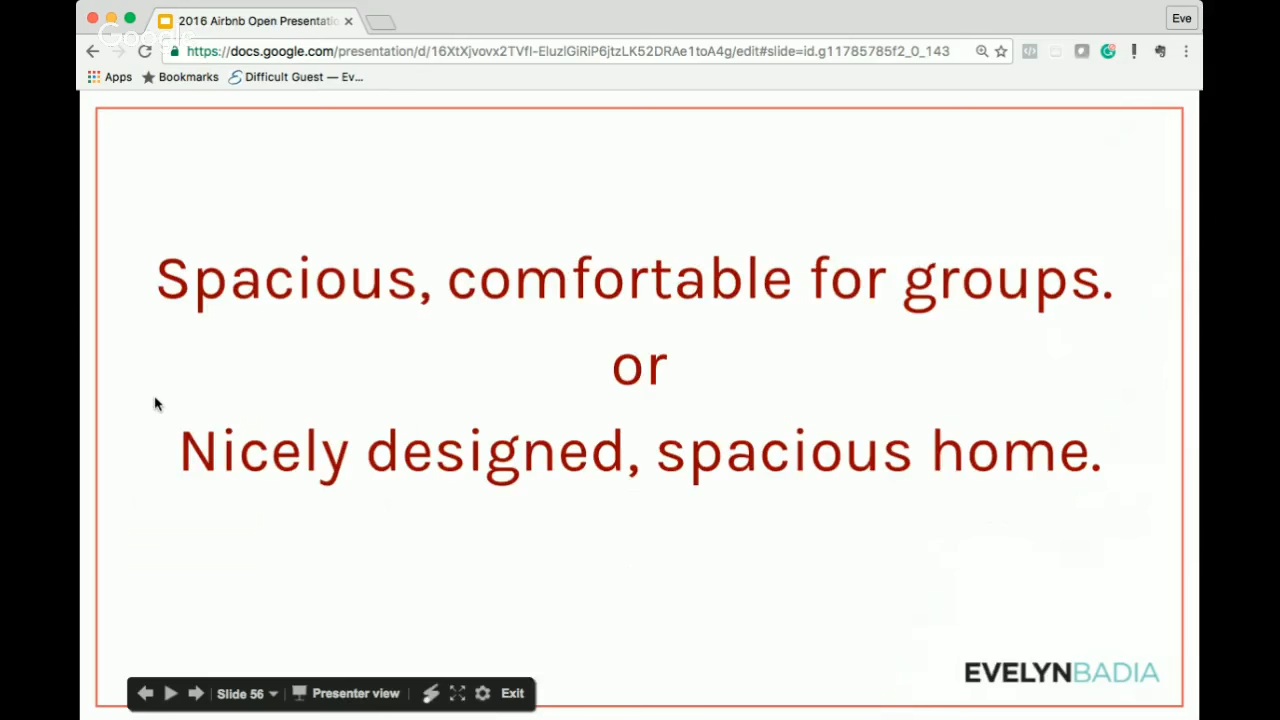 2016 Airbnb Open Presentatio
Eve
Google
https://docs.google.com/presentation/d/16XtXjvovx2TVfI-EluzlGiRiP6jtzLK52DRAe1toA4g/edit#slide=id.g11785785f2_0_143
Apps Bookmarks Difficult Guest — Ev...
Spacious, comfortable for groups.
or
Nicely designed, spacious home.
EVELYNBADIA
Slide 56 Presenter view Exit